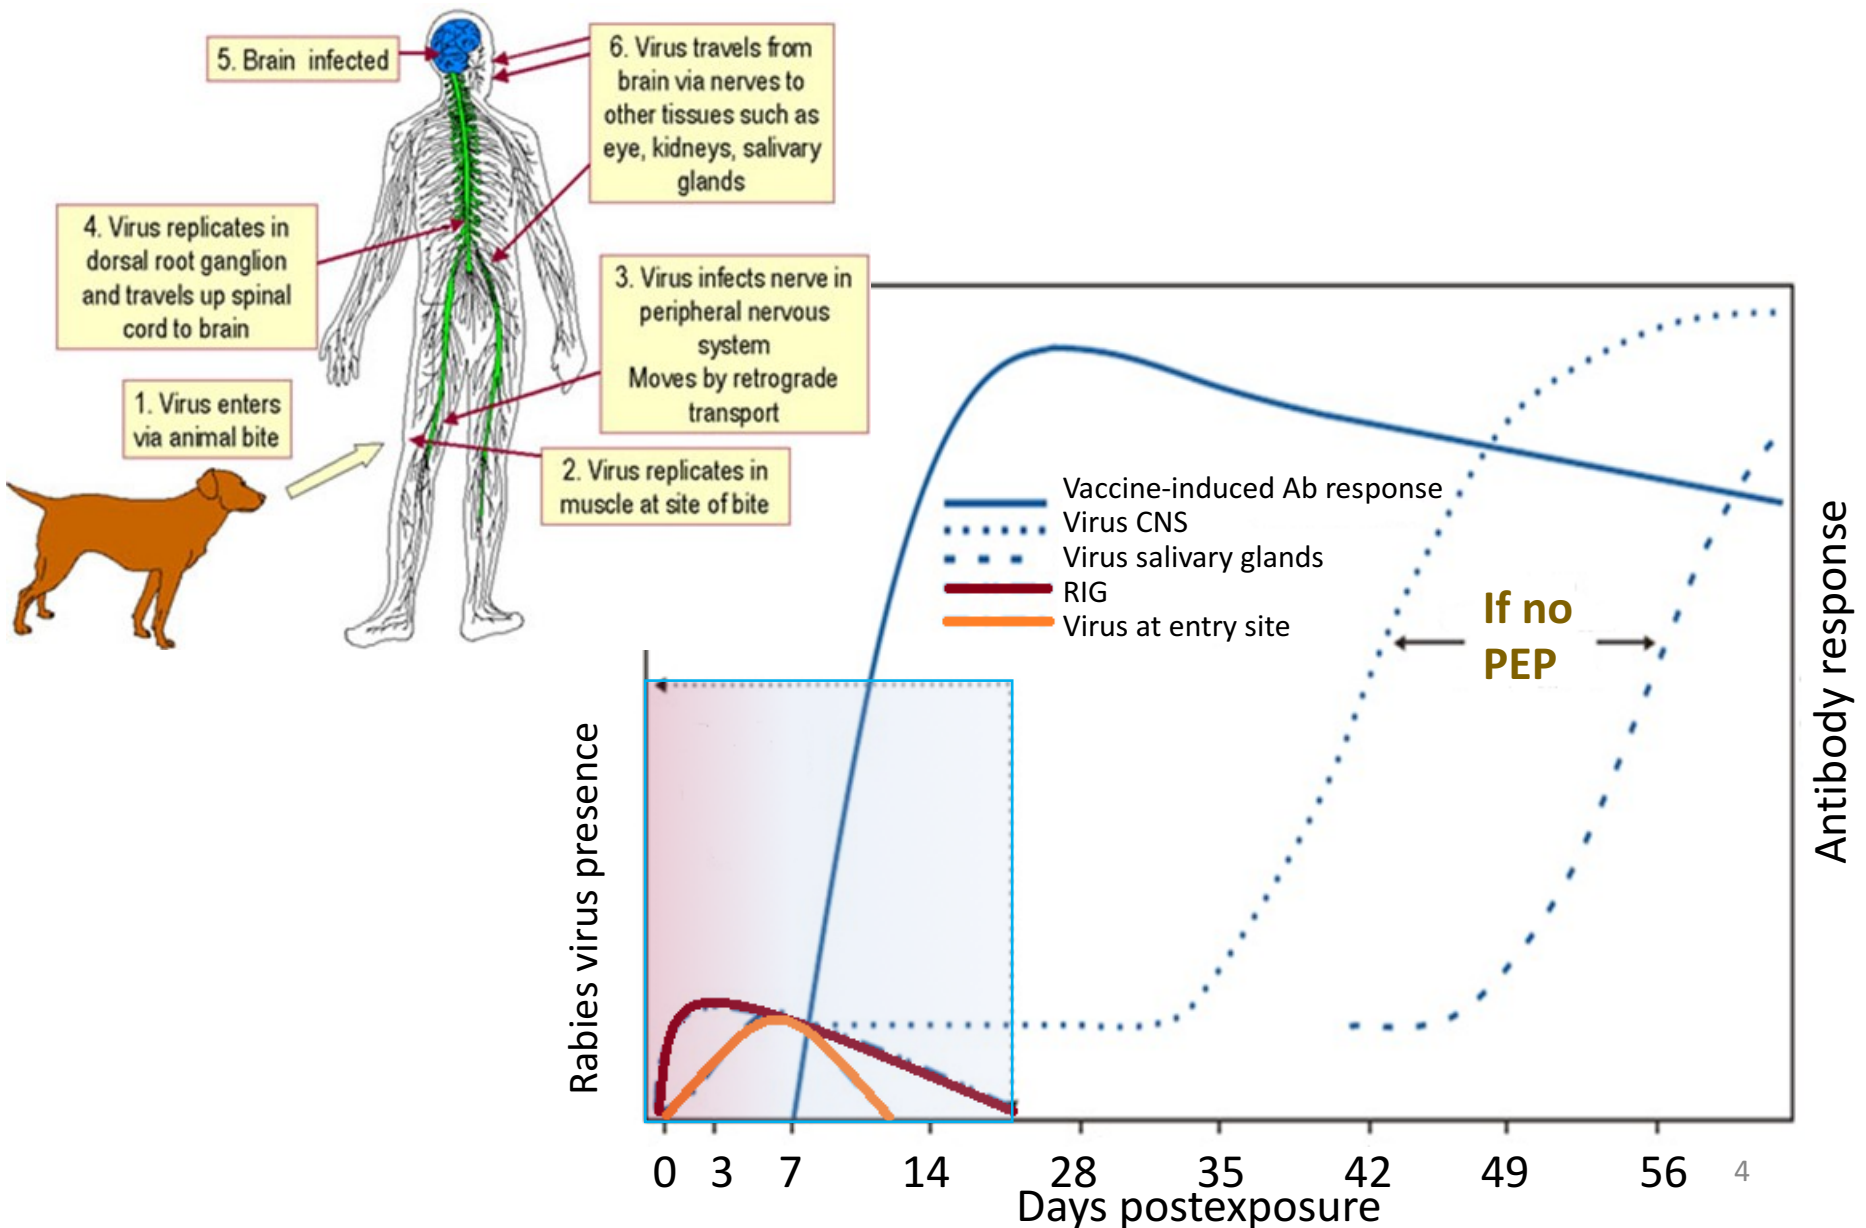 5. Brain infected
6. Virus travels from
brain via nerves to
other tissues such as
eye, kidneys, salivary
glands
4. Virus replicates in
dorsal root ganglion
and travels up spinal
cord to brain
3. Virus infects nerve in
peripheral nervous
system
Moves by retrograde
transport
1. Virus enters
via animal bite
2. Virus replicates in
muscle at site of bite
Vaccine-induced Ab response
Virus CNS
Virus salivary glands
RIG
Virus at entry site
If no
PEP
Rabies virus presence
Antibody response
0 3 7 14 28 35 42 49 56
4
Days postexposure